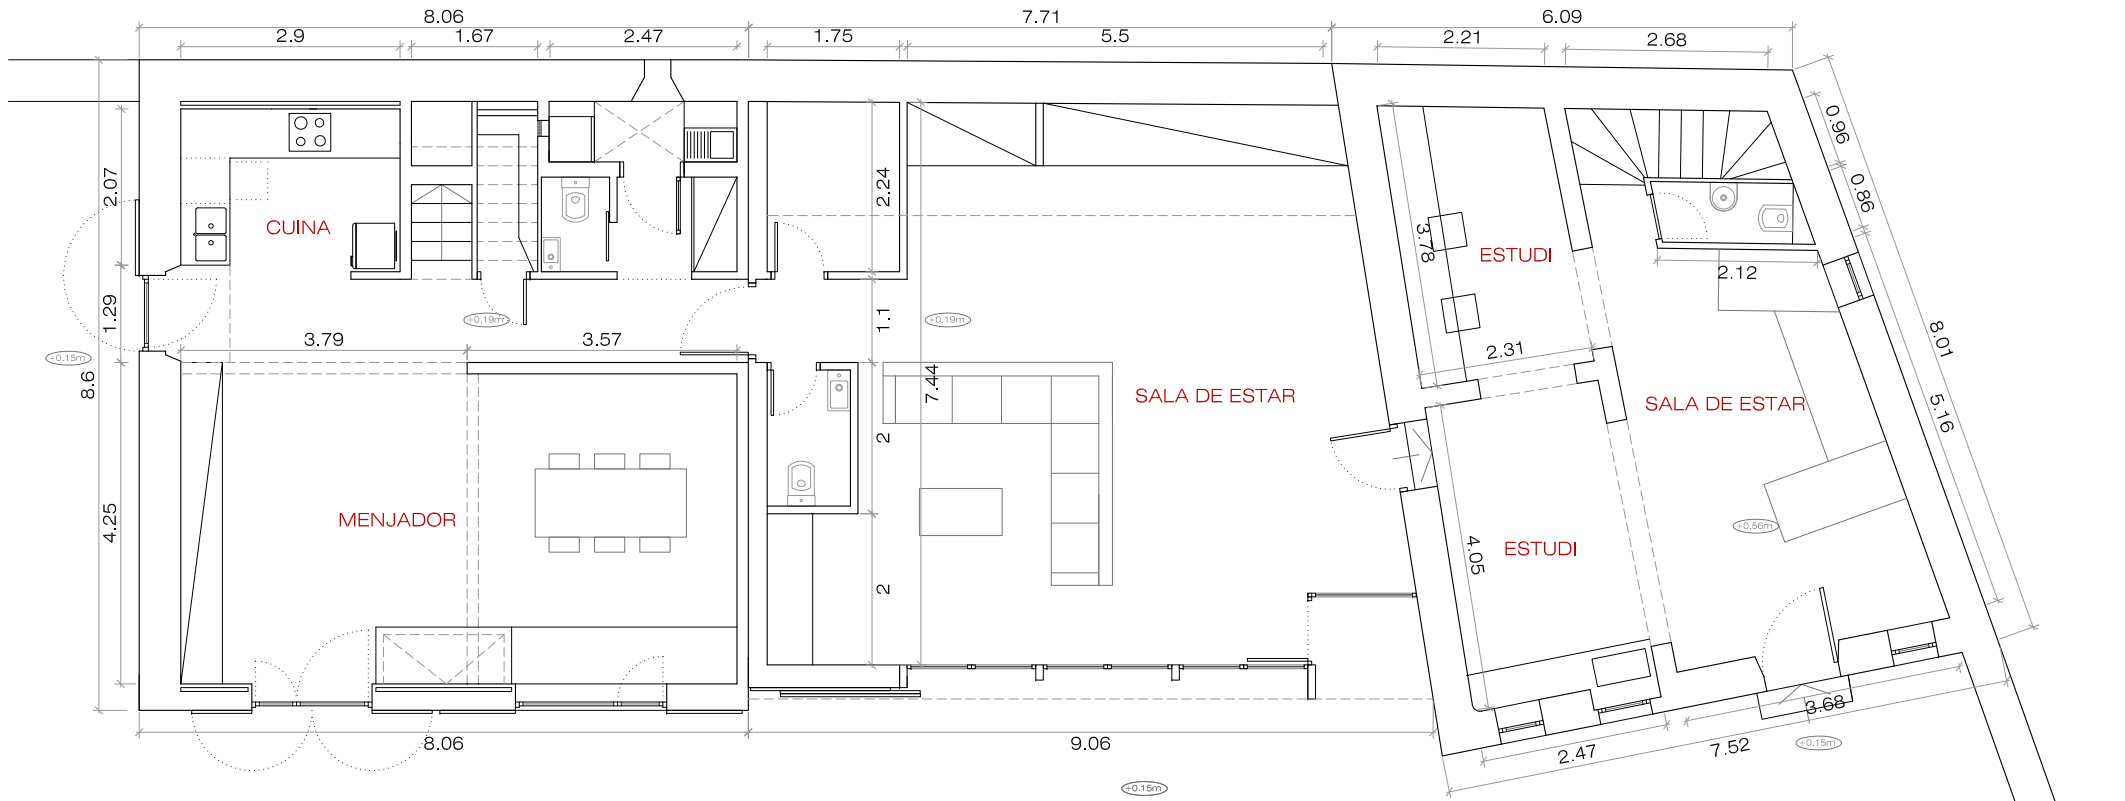 8.06
7.71
6.09
2.9
1.67
2.47
1.75
5.5
2.21
2.68
0.96
0.86
2.07
2.24
CUINA
3.78
ESTUDI
2.12
1.29
+0.19m
+0.19m
1.1
8.01
3.79
3.57
2.31
+0.15m
8.6
7.44
SALA DE ESTAR
SALA DE ESTAR
5.16
2
4.25
MENJADOR
+0.56m
4.05
ESTUDI
2
3.68
8.06
9.06
2.47
7.52
+0.15m
+0.15m